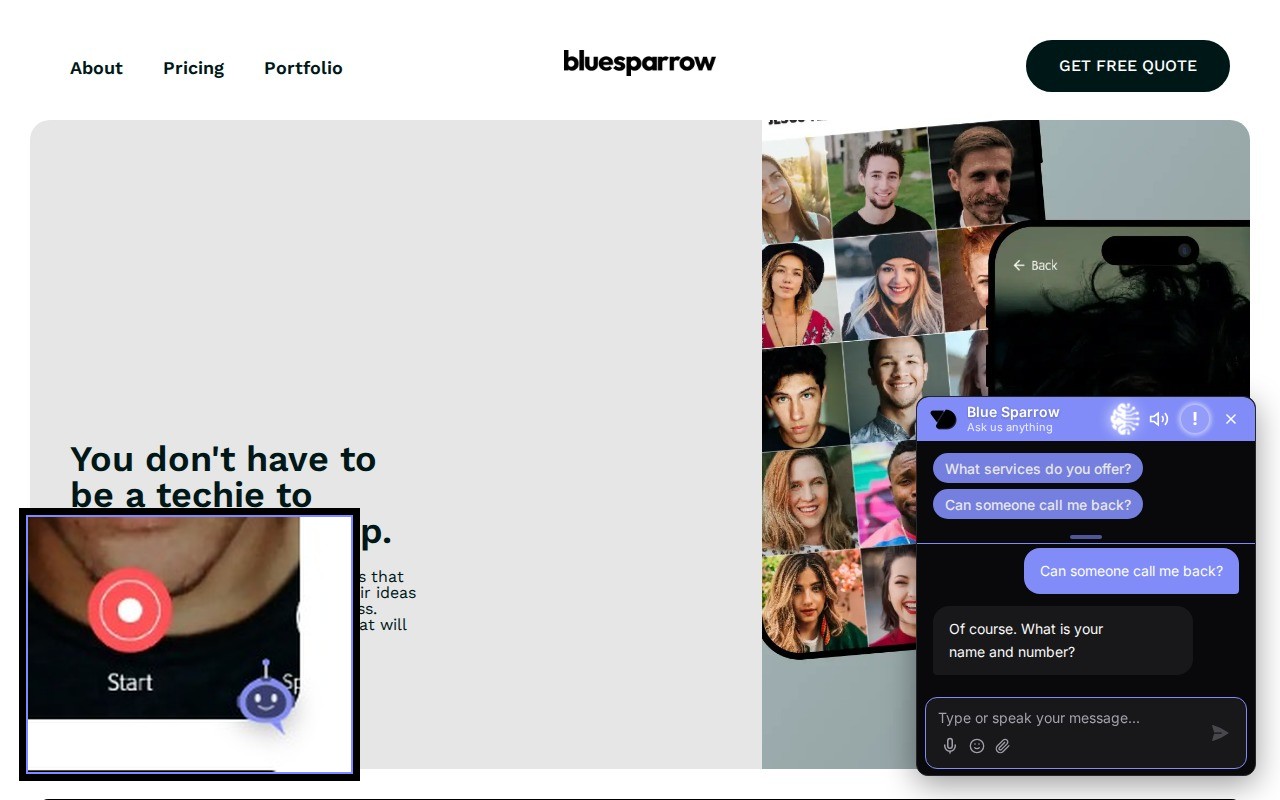 About
Pricing
Portfolio
bluesparrow
GET FREE QUOTE
Back
You don't have to
be a techie to
p.
s that
ir ideas
ss.
at will
Start
Sp
Blue Sparrow
Ask us anything
!
What services do you offer?
Can someone call me back?
Can someone call me back?
Of course. What is your
name and number?
Type or speak your message...